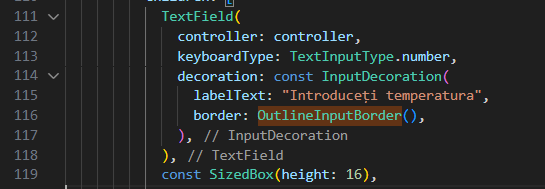 children: [
111 TextField(
112 controller: controller,
113 keyboardType: TextInputType.number,
114 decoration: const InputDecoration(
115 labelText: "Introduceți temperatura",
116 border: OutlineInputBorder(),
117 ), // InputDecoration
118 ), // TextField
119 const SizedBox(height: 16),